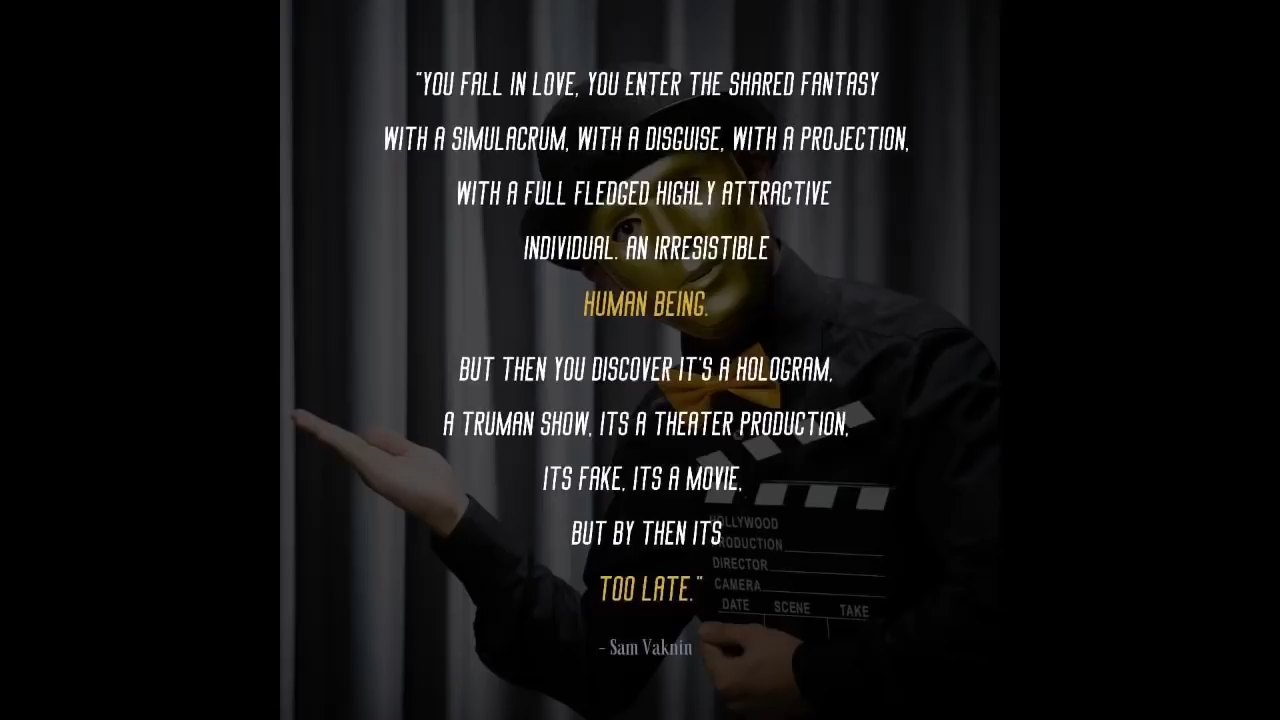 "YOU FALL IN LOVE, YOU ENTER THE SHARED FANTASY
WITH A SIMULACRUM, WITH A DISGUISE, WITH A PROJECTION,
WITH A FULL FLEDGED HIGHLY ATTRACTIVE
INDIVIDUAL. AN IRRESISTIBLE
HUMAN BEING.
BUT THEN YOU DISCOVER IT'S A HOLOGRAM,
A TRUMAN SHOW, ITS A THEATER PRODUCTION,
ITS FAKE, ITS A MOVIE,
BUT BY THEN ITS
TOO LATE."
- Sam Vaknin
HOLLYWOOD
PRODUCTION
DIRECTOR
CAMERA
DATE SCENE TAKE